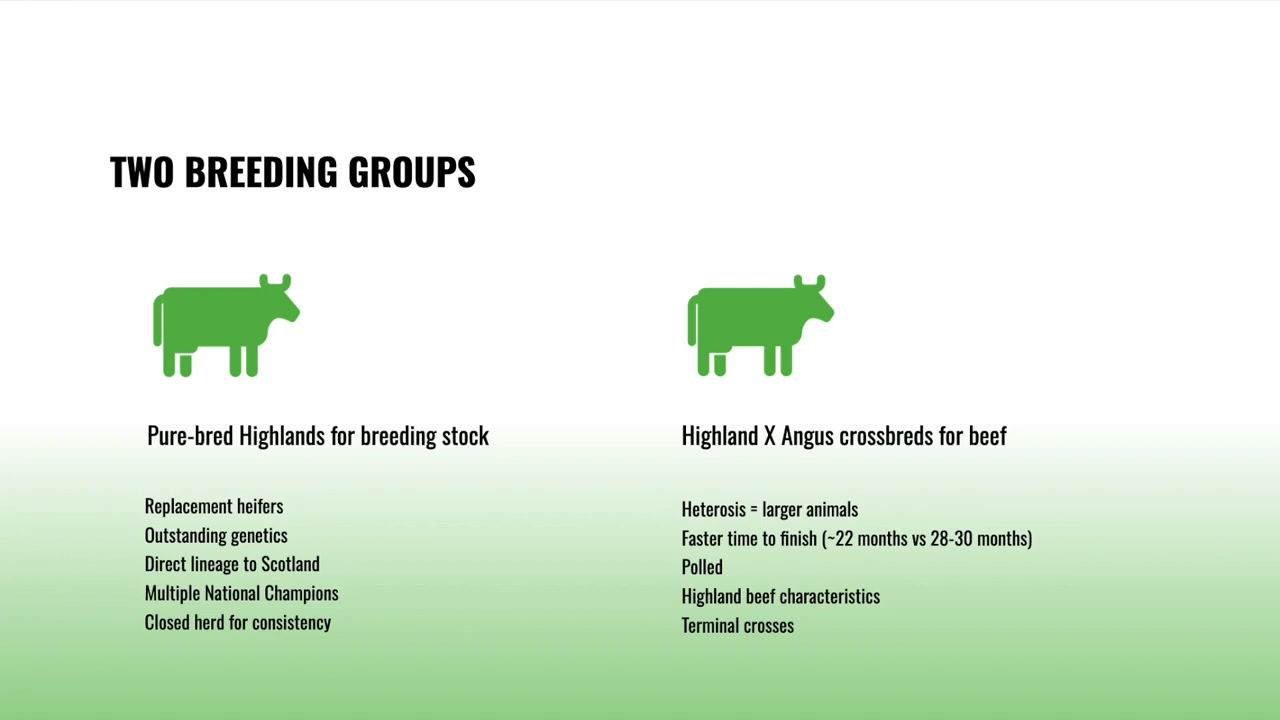 TWO BREEDING GROUPS
Pure-bred Highlands for breeding stock
Replacement heifers
Outstanding genetics
Direct lineage to Scotland
Multiple National Champions
Closed herd for consistency
Highland X Angus crossbreds for beef
Heterosis = larger animals
Faster time to finish (~22 months vs 28-30 months)
Polled
Highland beef characteristics
Terminal crosses